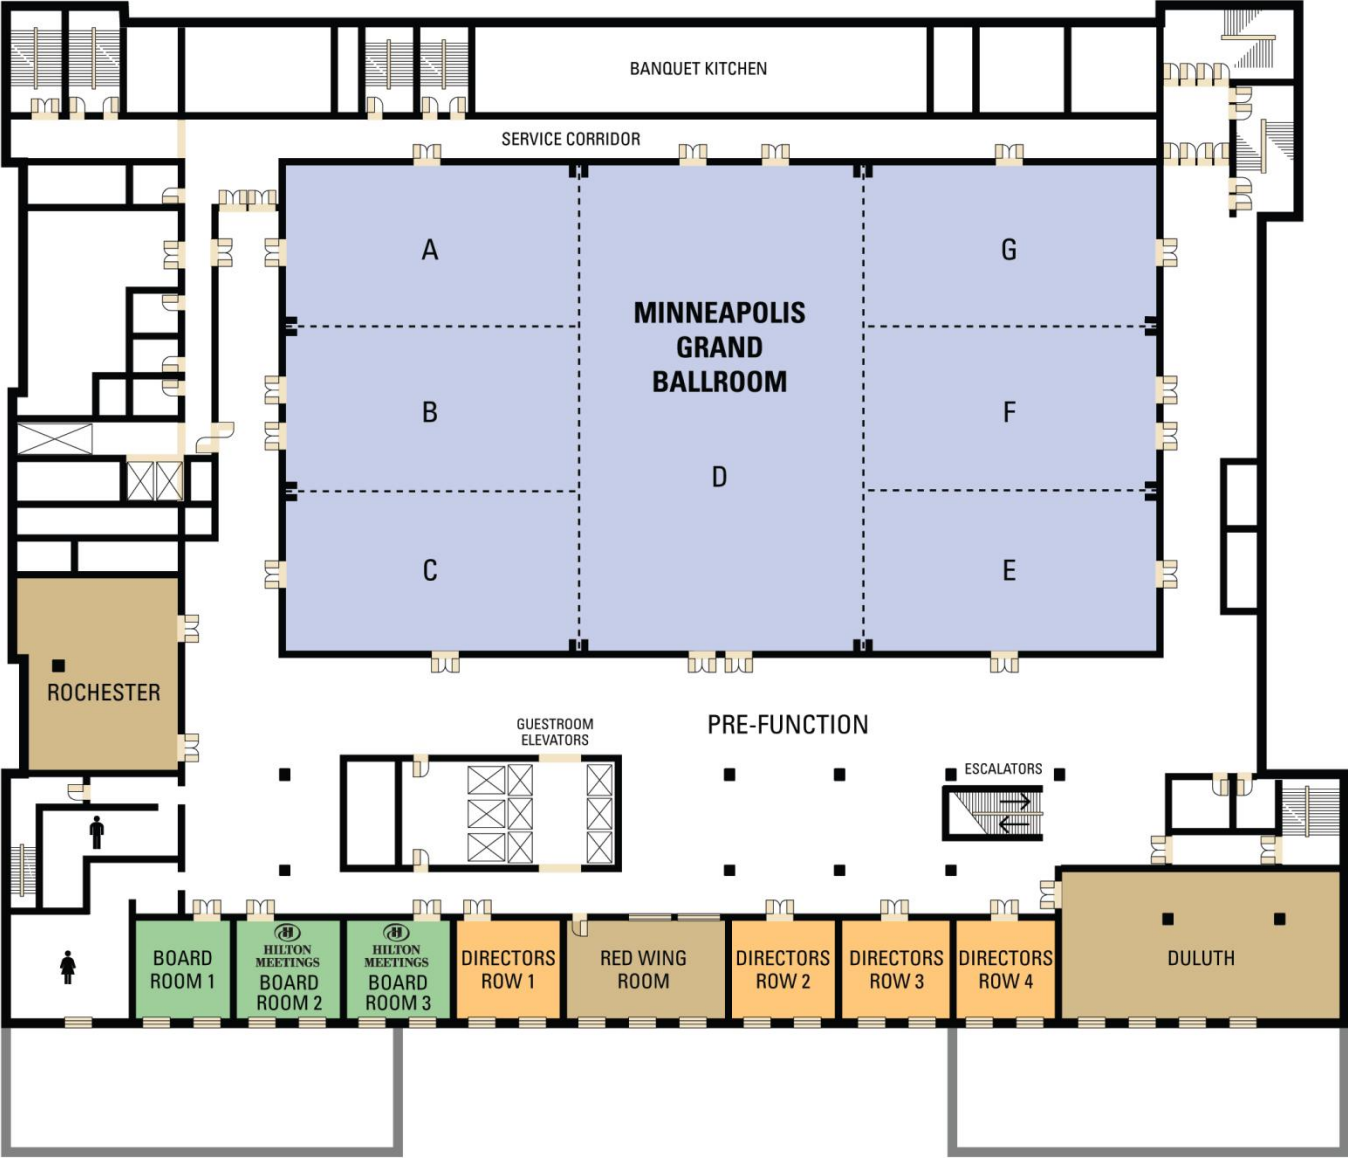 BANQUET KITCHEN
SERVICE CORRIDOR
A
G
MINNEAPOLIS
GRAND
BALLROOM
B
F
D
C
E
ROCHESTER
GUESTROOM
ELEVATORS
PRE-FUNCTION
ESCALATORS
BOARD
ROOM 1
H
HILTON
MEETINGS
BOARD
ROOM 2
H
HILTON
MEETINGS
BOARD
ROOM 3
DIRECTORS
ROW 1
RED WING
ROOM
DIRECTORS
ROW 2
DIRECTORS
ROW 3
DIRECTORS
ROW 4
DULUTH